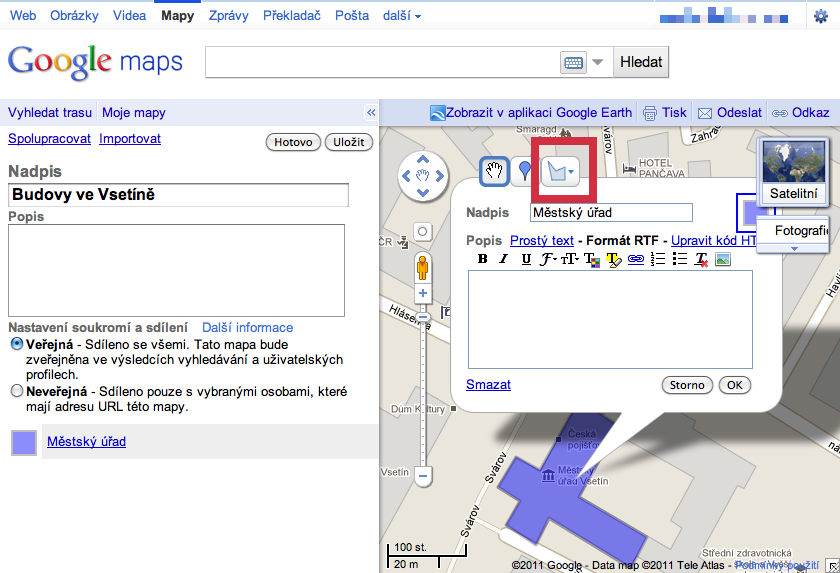 Web Obrázky Videa Mapy Zprávy Překladač Pošta další
Google maps
Hledat
Vyhledat trasu Moje mapy «
Zobrazit v aplikaci Google Earth Tisk Odeslat Odkaz
Spolupracovat Importovat Hotovo Uložit
Nadpis
Budovy ve Vsetíně
Popis
Nastavení soukromí a sdílení Další informace
Veřejná - Sdíleno se všemi. Tato mapa bude
zveřejněna ve výsledcích vyhledávání a uživatelských
profilech.
Neveřejná - Sdíleno pouze s vybranými osobami, které
mají adresu URL této mapy.
Městský úřad
Smaragd
HOTEL
PANČAVA
Satelitní
Fotografie
Nadpis Městský úřad
Popis Prostý text - Formát RTF - Upravit kód HT
B I U F T T T T
Smazat Storno OK
ČR
Hlásenka
Dům Kultury
Vsetín
Svárov
Česká
pojišťov
Městský
úřad Vsetín
Svárov
100 st.
20 m
Střední zdravotnická
©2011 Google - Data map ©2011 Tele Atlas - Podmínky použití